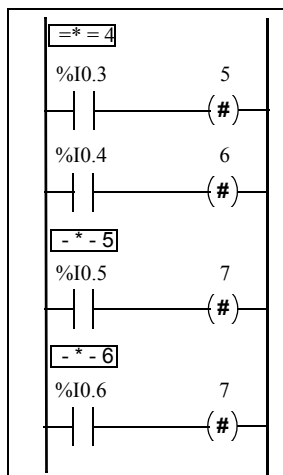 =* = 4
%I0.3 5
(#)
%I0.4 6
(#)
- * - 5
%I0.5 7
(#)
- * - 6
%I0.6 7
(#)